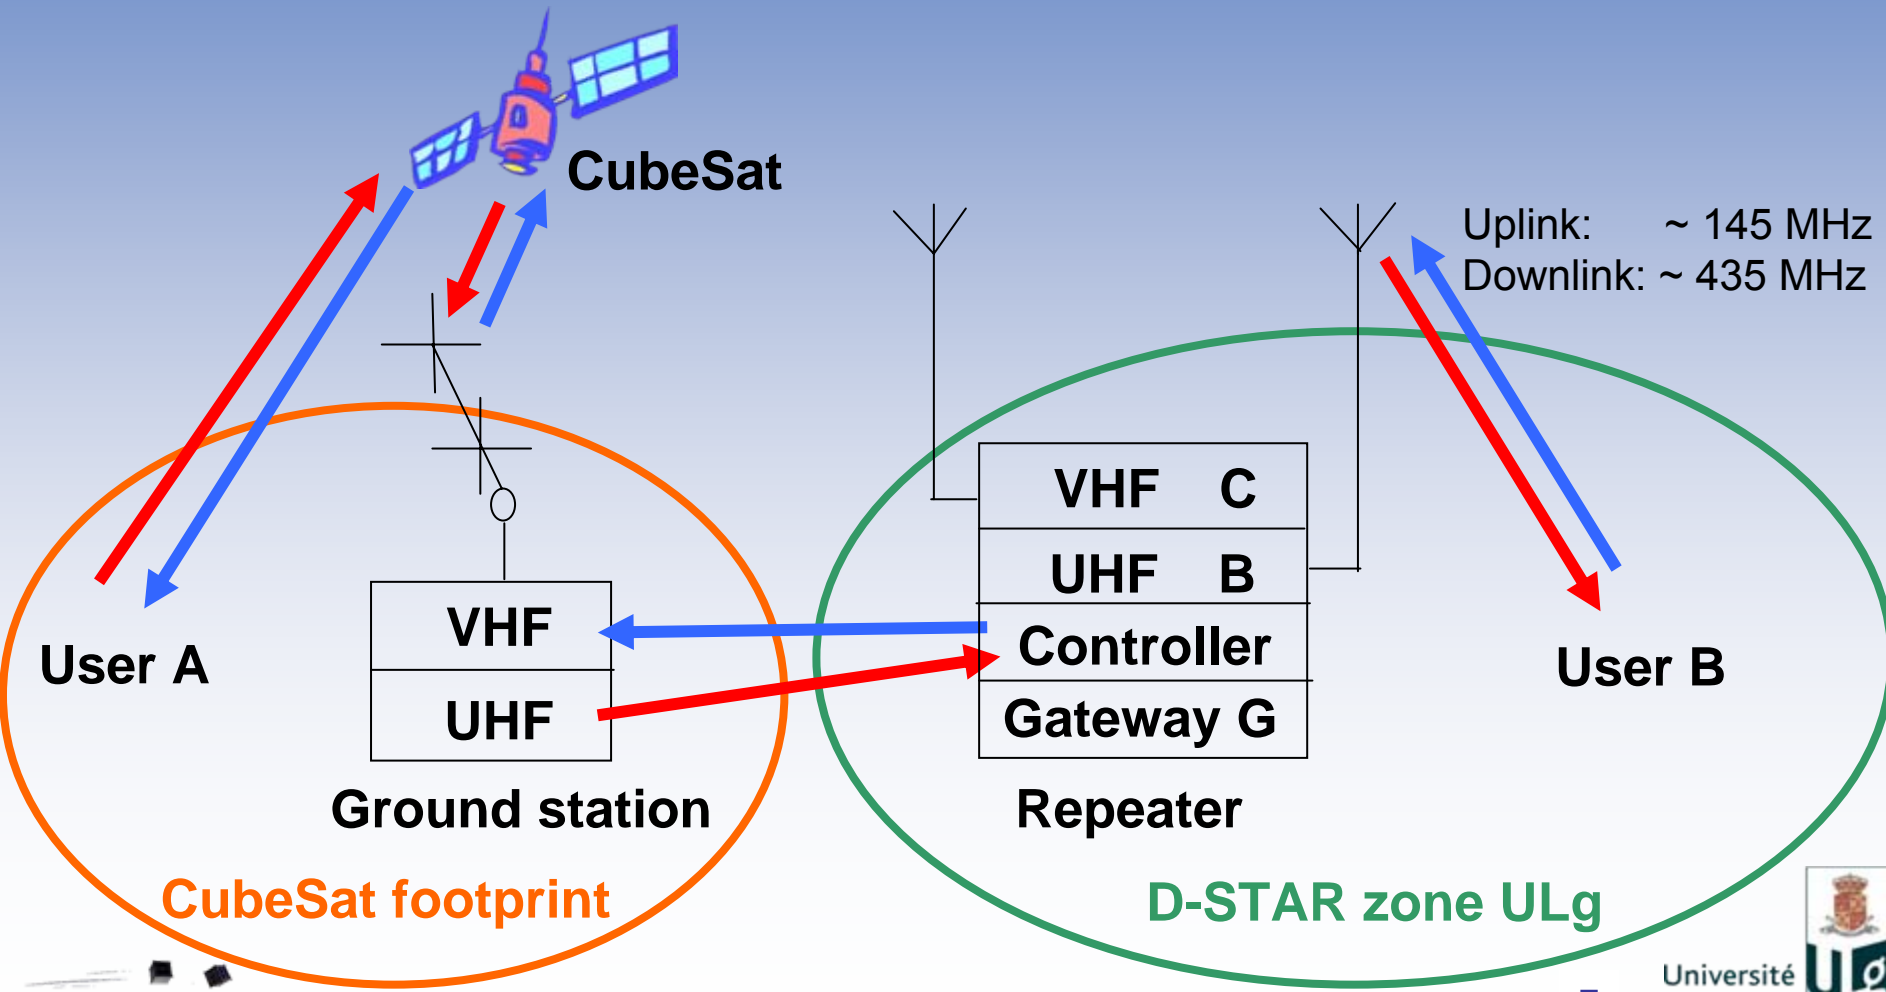 CubeSat
Uplink: ~ 145 MHz
Downlink: ~ 435 MHz
VHF C
UHF B
Controller
Gateway G
VHF
UHF
User A
User B
Ground station
Repeater
CubeSat footprint
D-STAR zone ULg
Université